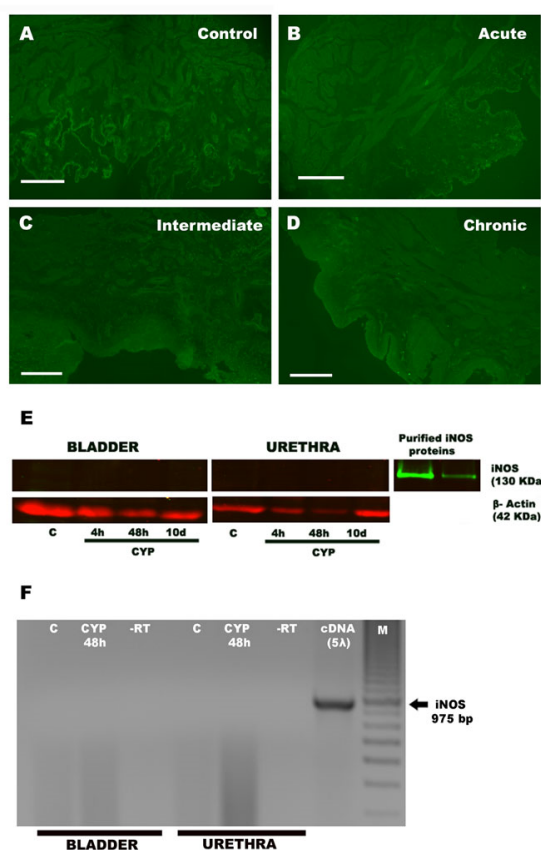 A Control
B Acute
C Intermediate
D Chronic
E
BLADDER
URETHRA
Purified iNOS
proteins
iNOS
(130 KDa
β- Actin
(42 KDa)
C 4h 48h 10d
CYP
C 4h 48h 10d
CYP
F
C CYP -RT C CYP -RT cDNA M
48h 48h (5λ)
iNOS
975 bp
BLADDER
URETHRA